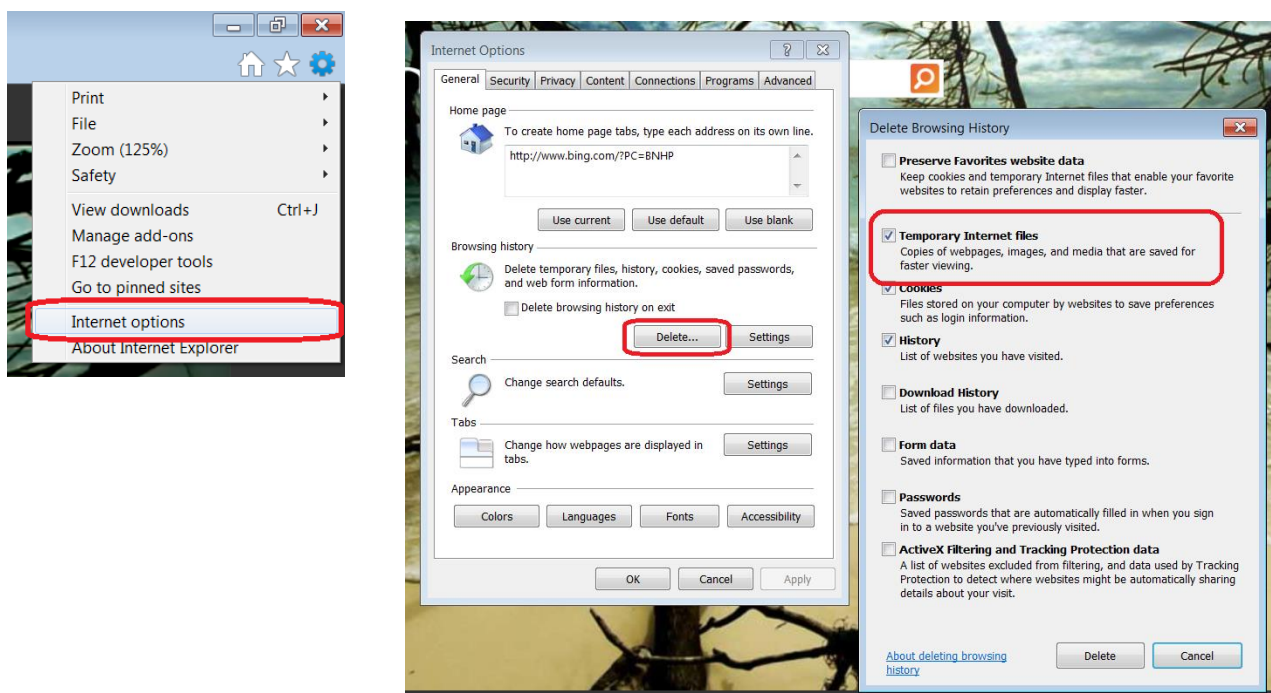 Print
File
Zoom (125%)
Safety
View downloads Ctrl+J
Manage add-ons
F12 developer tools
Go to pinned sites
Internet options
About Internet Explorer
Internet Options
General Security Privacy Content Connections Programs Advanced
Home page
To create home page tabs, type each address on its own line.
http://www.bing.com/?PC=BNHP
Use current Use default Use blank
Browsing history
Delete temporary files, history, cookies, saved passwords,
and web form information.
Delete browsing history on exit
Delete... Settings
Search
Change search defaults. Settings
Tabs
Change how webpages are displayed in Settings
tabs.
Appearance
Colors Languages Fonts Accessibility
OK Cancel Apply
Delete Browsing History
Preserve Favorites website data
Keep cookies and temporary Internet files that enable your favorite
websites to retain preferences and display faster.
Temporary Internet files
Copies of webpages, images, and media that are saved for
faster viewing.
Cookies
Files stored on your computer by websites to save preferences
such as login information.
History
List of websites you have visited.
Download History
List of files you have downloaded.
Form data
Saved information that you have typed into forms.
Passwords
Saved passwords that are automatically filled in when you sign
in to a website you've previously visited.
ActiveX Filtering and Tracking Protection data
A list of websites excluded from filtering, and data used by Tracking
Protection to detect where websites might be automatically sharing
details about your visit.
About deleting browsing
history
Delete Cancel